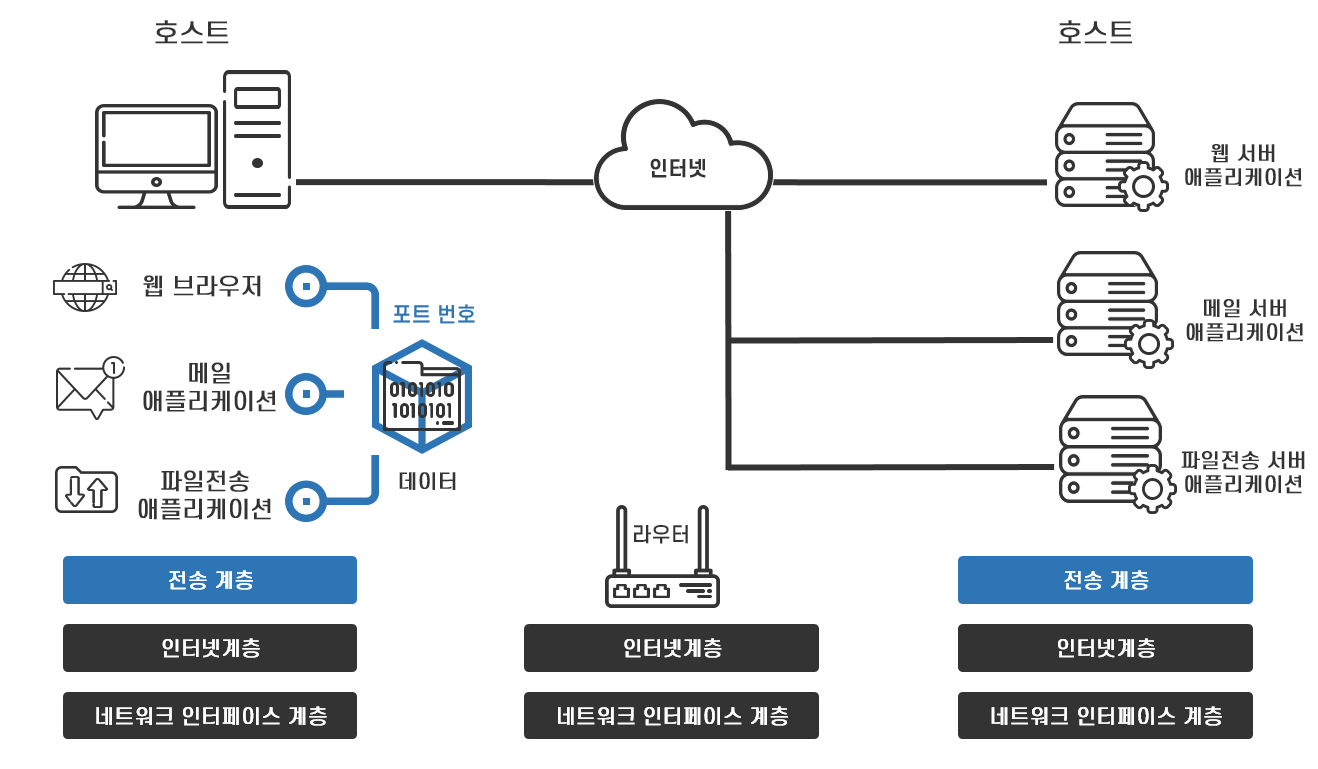 호스트
호스트
인터넷
웹 서버
애플리케이션
웹 브라우저
포트 번호
메일 서버
애플리케이션
메일
애플리케이션
1
0101010
1010101
데이터
파일전송
애플리케이션
파일전송 서버
애플리케이션
라우터
전송 계층
전송 계층
인터넷계층
인터넷계층
인터넷계층
네트워크 인터페이스 계층
네트워크 인터페이스 계층
네트워크 인터페이스 계층